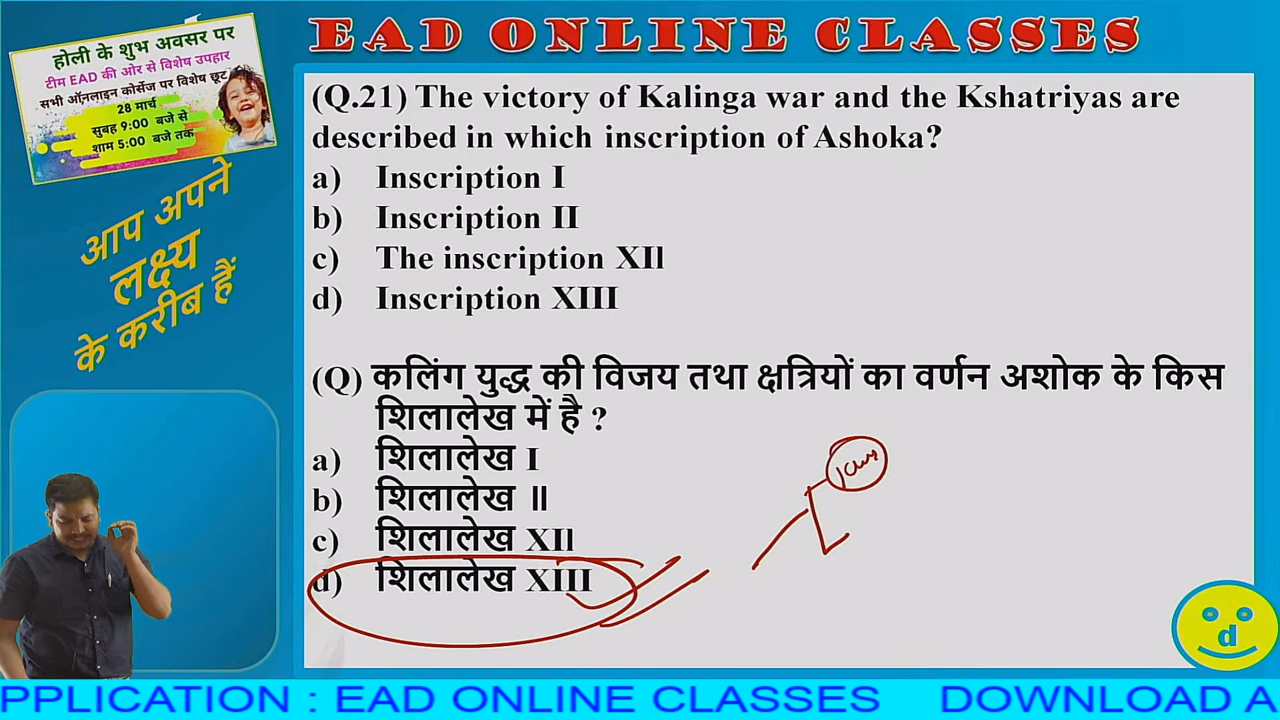 EAD ONLINE CLASSES
होली के शुभ अवसर पर
टीम EAD की ओर से विशेष उपहार
सभी ऑनलाइन कोर्सेज पर विशेष छूट
28 मार्च
सुबह 9:00 बजे से
शाम 5:00 बजे तक
आप अपने
लक्ष्य
के करीब हैं
(Q.21) The victory of Kalinga war and the Kshatriyas are
described in which inscription of Ashoka?
a) Inscription I
b) Inscription II
c) The inscription XIl
d) Inscription XIII
(Q) कलिंग युद्ध की विजय तथा क्षत्रियों का वर्णन अशोक के किस
शिलालेख में है ?
a) शिलालेख I
b) शिलालेख II
c) शिलालेख XIl
d) शिलालेख XIII
d
PPLICATION : EAD ONLINE CLASSES DOWNLOAD A